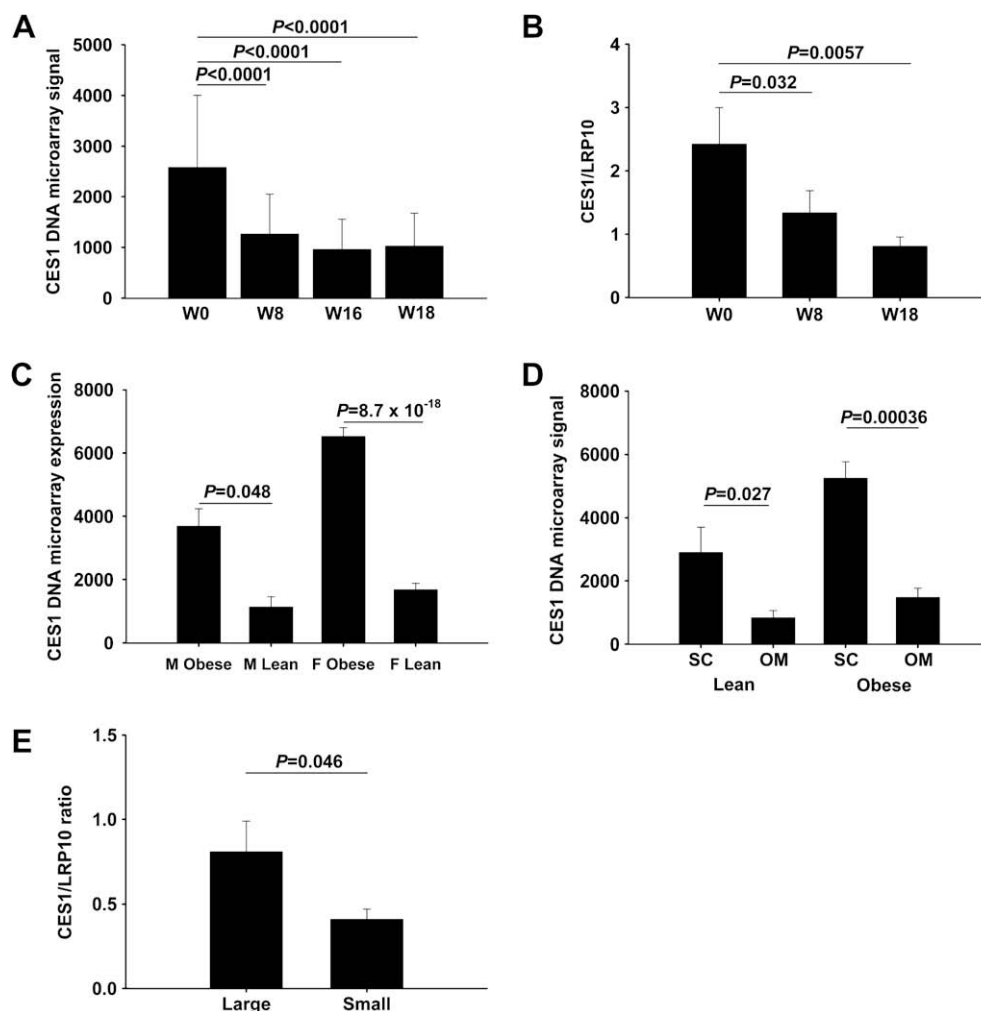 A
CES1 DNA microarray signal
5000
4000
3000
2000
1000
0
P<0.0001
P<0.0001
P<0.0001
W0 W8 W16 W18
B
CES1/LRP10
4
3
2
1
0
P=0.0057
P=0.032
W0 W8 W18
C
CES1 DNA microarray expression
8000
6000
4000
2000
0
P=0.048
P=8.7 x 10⁻¹⁸
M Obese M Lean F Obese F Lean
D
CES1 DNA microarray signal
8000
6000
4000
2000
0
P=0.027
P=0.00036
SC OM SC OM
Lean Obese
E
CES1/LRP10 ratio
1.5
1.0
0.5
0.0
P=0.046
Large Small